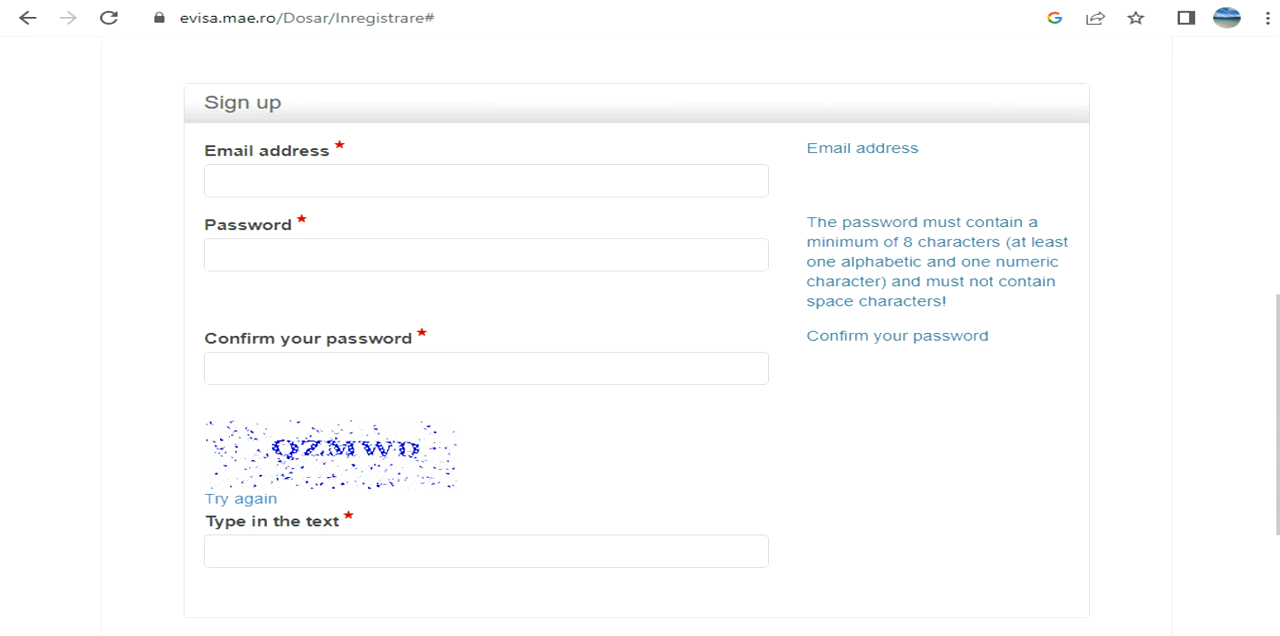 evisa.mae.ro/Dosar/Inregistrare#
Sign up
Email address *
Email address
Password *
The password must contain a
minimum of 8 characters (at least
one alphabetic and one numeric
character) and must not contain
space characters!
Confirm your password *
Confirm your password
Try again
Type in the text *